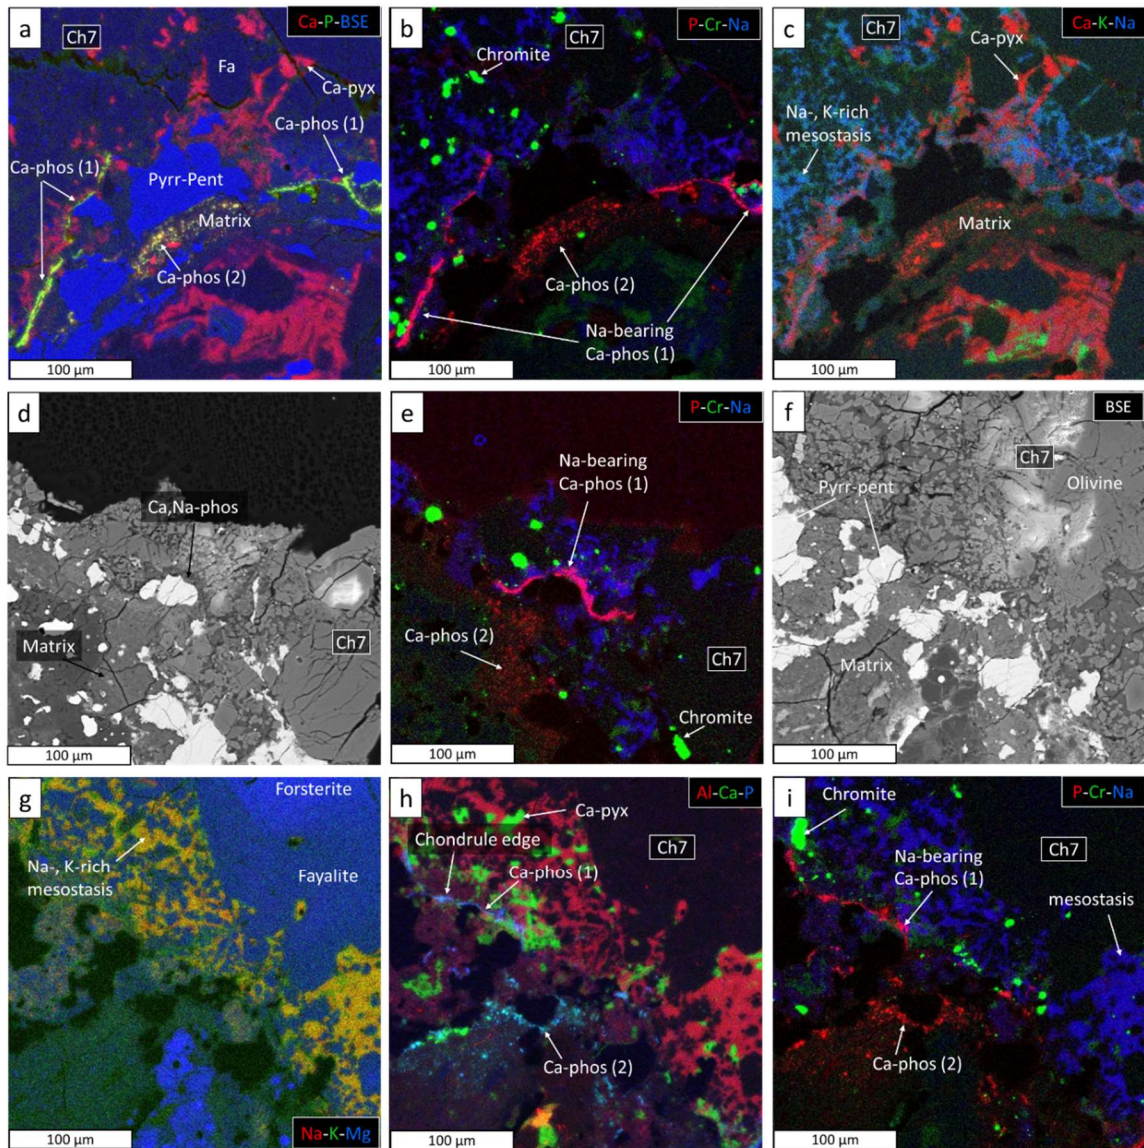 a
Ch7
Ca-P-BSE
Fa
Ca-pyx
Ca-phos (1)
Ca-phos (1)
Pyrr-Pent
Matrix
Ca-phos (2)
100 µm
b
Ch7
P-Cr-Na
Chromite
Ca-phos (2)
Na-bearing
Ca-phos (1)
100 µm
c
Ch7
Ca-K-Na
Ca-pyx
Na-, K-rich
mesostasis
Matrix
100 µm
d
Ca,Na-phos
Matrix
Ch7
100 µm
e
P-Cr-Na
Na-bearing
Ca-phos (1)
Ca-phos (2)
Ch7
Chromite
100 µm
f
BSE
Ch7
Pyrr-pent
Olivine
Matrix
100 µm
g
Forsterite
Na-, K-rich
mesostasis
Fayalite
100 µm
Na-K-Mg
h
Al-Ca-P
Ca-pyx
Chondrule edge
Ch7
Ca-phos (1)
Ca-phos (2)
100 µm
i
Chromite
P-Cr-Na
Na-bearing
Ca-phos (1)
Ch7
mesostasis
Ca-phos (2)
100 µm